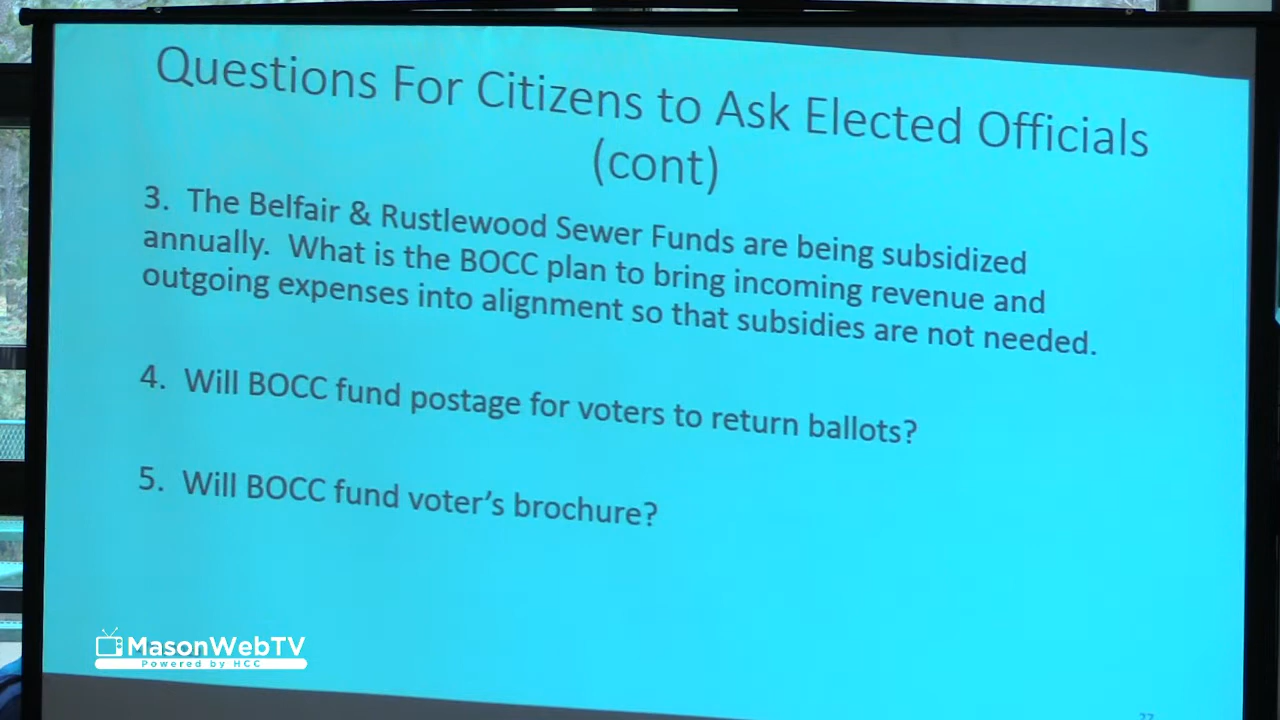 Questions For Citizens to Ask Elected Officials
(cont)
3. The Belfair & Rustlewood Sewer Funds are being subsidized
annually. What is the BOCC plan to bring incoming revenue and
outgoing expenses into alignment so that subsidies are not needed.
4. Will BOCC fund postage for voters to return ballots?
5. Will BOCC fund voter's brochure?
MasonWebTV
Powered by HCC